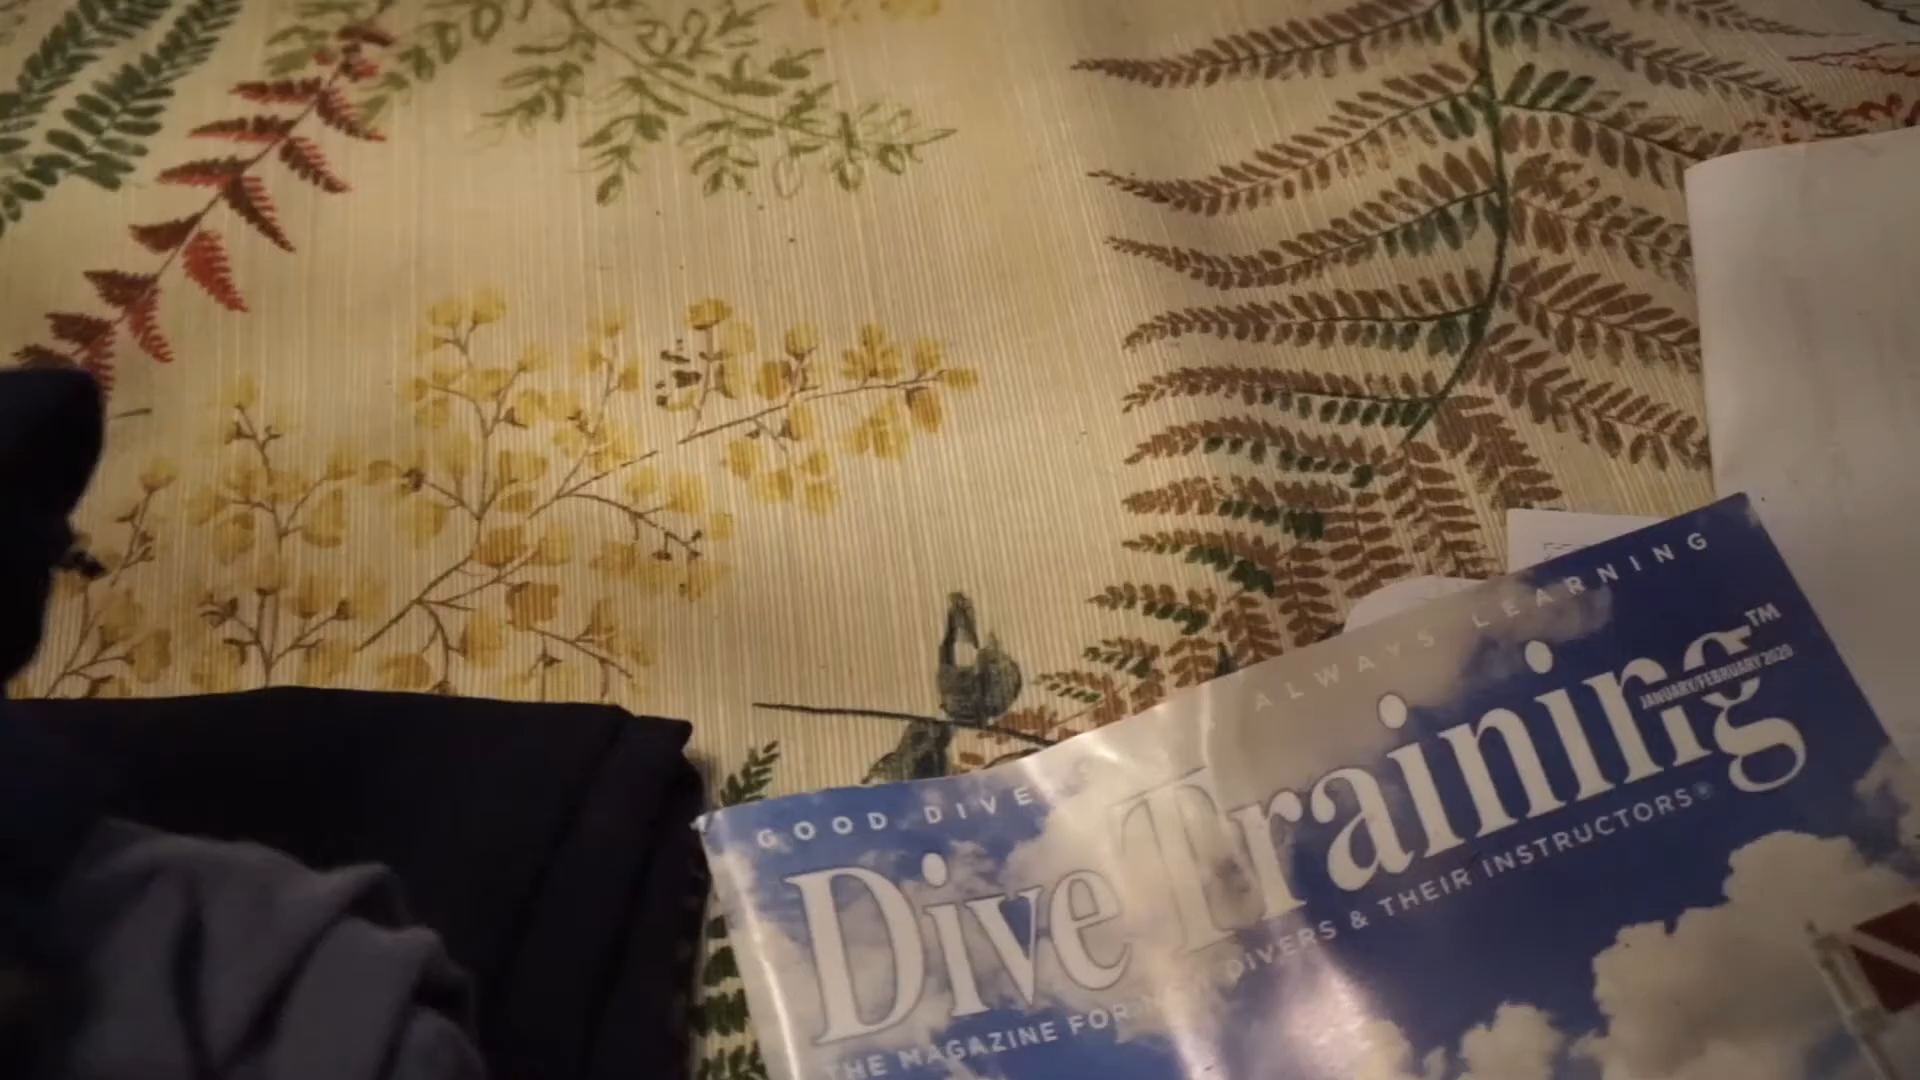 GOOD DIVE ALWAYS LEARNING
Dive Training™
JANUARY/FEBRUARY 2020
THE MAGAZINE FOR DIVERS & THEIR INSTRUCTORS®